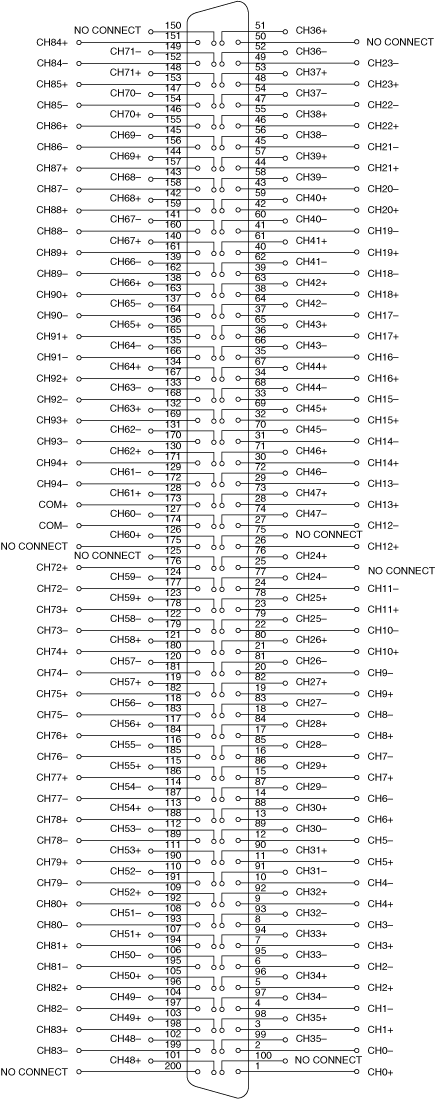 NO CONNECT 150 51 CH36+
CH84+ 151 50 NO CONNECT
CH71– 149 52 CH36–
CH84– 152 49 CH23–
CH71+ 148 53 CH37+
CH85+ 153 48 CH23+
CH70– 147 54 CH37–
CH85– 154 47 CH22–
CH70+ 146 55 CH38+
CH86+ 155 46 CH22+
CH69– 145 56 CH38–
CH86– 156 45 CH21–
CH69+ 144 57 CH39+
CH87+ 157 44 CH21+
CH68– 143 58 CH39–
CH87– 158 43 CH20–
CH68+ 142 59 CH40+
CH88+ 159 42 CH20+
CH67– 141 60 CH40–
CH88– 160 41 CH19–
CH67+ 140 61 CH41+
CH89+ 161 40 CH19+
CH66– 139 62 CH41–
CH89– 162 39 CH18–
CH66+ 138 63 CH42+
CH90+ 163 38 CH18+
CH65– 137 64 CH42–
CH90– 164 37 CH17–
CH65+ 136 65 CH43+
CH91+ 165 36 CH17+
CH64– 135 66 CH43–
CH91– 166 35 CH16–
CH64+ 134 67 CH44+
CH92+ 167 34 CH16+
CH63– 133 68 CH44–
CH92– 168 33 CH15–
CH63+ 132 69 CH45+
CH93+ 169 32 CH15+
CH62– 131 70 CH45–
CH93– 170 31 CH14–
CH62+ 130 71 CH46+
CH94+ 171 30 CH14+
CH61– 129 72 CH46–
CH94– 172 29 CH13–
CH61+ 128 73 CH47+
COM+ 173 28 CH13+
CH60– 127 74 CH47–
COM– 174 27 CH12–
CH60+ 126 75 NO CONNECT
NO CONNECT 175 26 CH12+
NO CONNECT 125 76 CH24+
CH72+ 176 25 NO CONNECT
CH59– 124 77 CH24–
CH72– 177 24 CH11–
CH59+ 123 78 CH25+
CH73+ 178 23 CH11+
CH58– 122 79 CH25–
CH73– 179 22 CH10–
CH58+ 121 80 CH26+
CH74+ 180 21 CH10+
CH57– 120 81 CH26–
CH74– 181 20 CH9–
CH57+ 119 82 CH27+
CH75+ 182 19 CH9+
CH56– 118 83 CH27–
CH75– 183 18 CH8–
CH56+ 117 84 CH28+
CH76+ 184 17 CH8+
CH55– 116 85 CH28–
CH76– 185 16 CH7–
CH55+ 115 86 CH29+
CH77+ 186 15 CH7+
CH54– 114 87 CH29–
CH77– 187 14 CH6–
CH54+ 113 88 CH30+
CH78+ 188 13 CH6+
CH53– 112 89 CH30–
CH78– 189 12 CH5–
CH53+ 111 90 CH31+
CH79+ 190 11 CH5+
CH52– 110 91 CH31–
CH79– 191 10 CH4–
CH52+ 109 92 CH32+
CH80+ 192 9 CH4+
CH51– 108 93 CH32–
CH80– 193 8 CH3–
CH51+ 107 94 CH33+
CH81+ 194 7 CH3+
CH50– 106 95 CH33–
CH81– 195 6 CH2–
CH50+ 105 96 CH34+
CH82+ 196 5 CH2+
CH49– 104 97 CH34–
CH82– 197 4 CH1–
CH49+ 103 98 CH35+
CH83+ 198 3 CH1+
CH48– 102 99 CH35–
CH83– 199 2 CH0–
CH48+ 101 100 NO CONNECT
NO CONNECT 200 1 CH0+